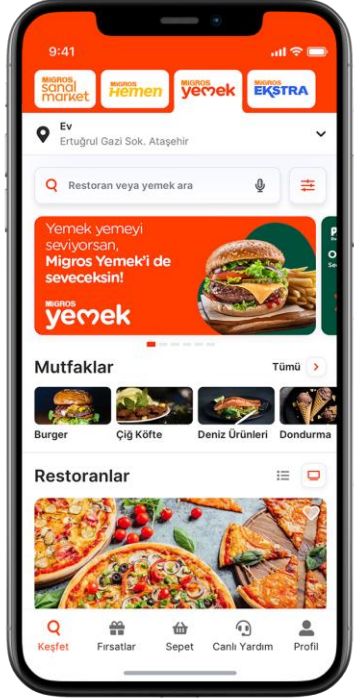 9:41
MIGROS
sanal
market
MIGROS
Hemen
MIGROS
yemek
MIGROS
EKSTRA
Ev
Ertuğrul Gazi Sok. Ataşehir
Restoran veya yemek ara
Yemek yemeyi
seviyorsan,
Migros Yemek'i de
seveceksin!
MIGROS
yemek
Mutfaklar
Tümü
Burger
Çiğ Köfte
Deniz Ürünleri
Dondurma
Restoranlar
Keşfet
Fırsatlar
Sepet
Canlı Yardım
Profil